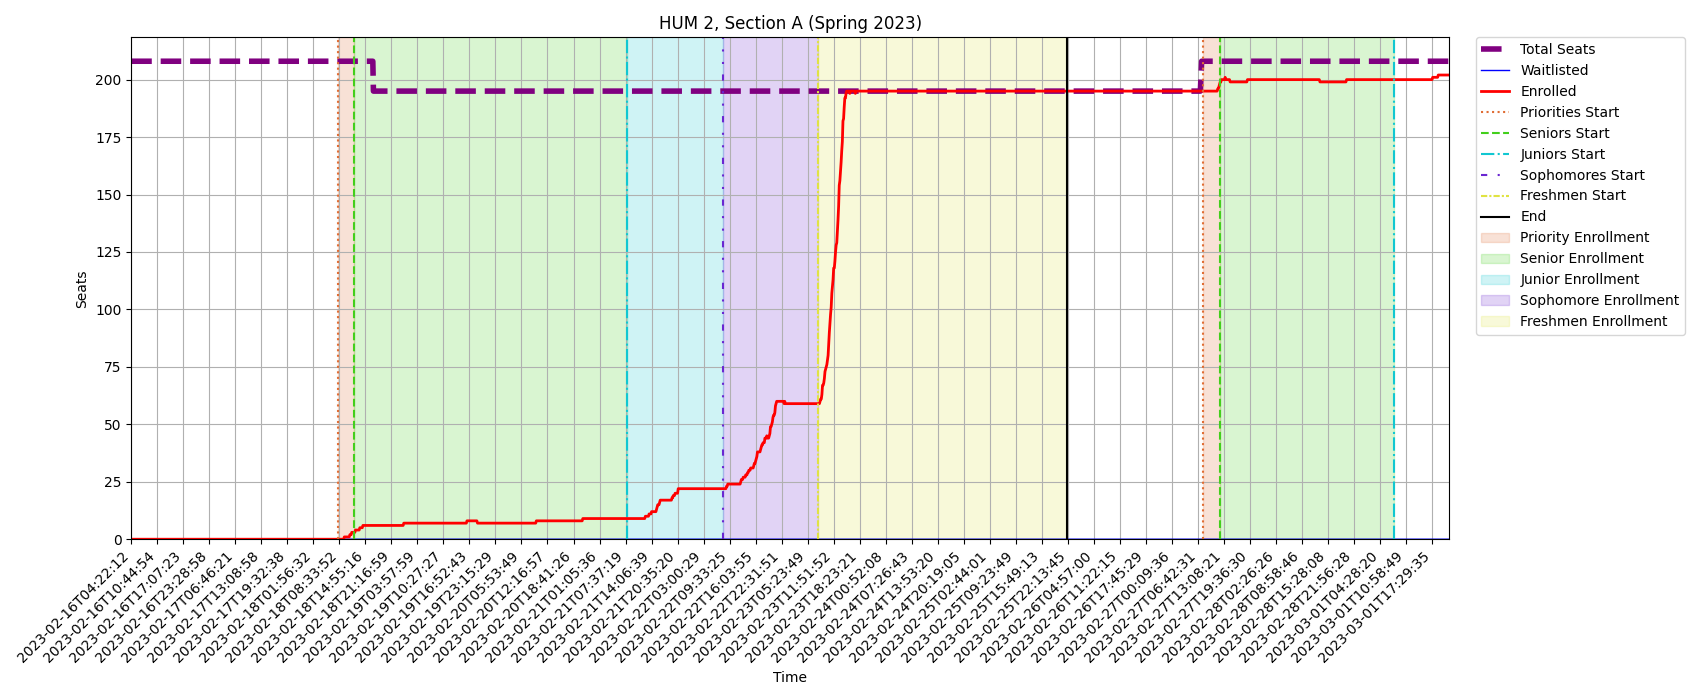 HUM 2, Section A (Spring 2023)
Seats
200
175
150
125
100
75
50
25
0
2023-02-16T04:22:12
2023-02-16T10:44:54
2023-02-16T17:07:23
2023-02-16T23:28:58
2023-02-17T06:46:21
2023-02-17T13:08:58
2023-02-17T19:32:38
2023-02-18T01:56:32
2023-02-18T08:33:52
2023-02-18T14:55:16
2023-02-18T21:16:59
2023-02-19T03:57:59
2023-02-19T10:27:27
2023-02-19T16:52:43
2023-02-19T23:15:29
2023-02-20T05:53:49
2023-02-20T12:16:57
2023-02-20T18:41:26
2023-02-21T01:05:36
2023-02-21T07:37:19
2023-02-21T14:06:39
2023-02-21T20:35:20
2023-02-22T03:00:29
2023-02-22T09:33:25
2023-02-22T16:03:55
2023-02-22T22:31:51
2023-02-23T05:23:49
2023-02-23T11:51:52
2023-02-23T18:23:21
2023-02-24T00:52:08
2023-02-24T07:26:43
2023-02-24T13:53:20
2023-02-24T20:19:05
2023-02-25T02:44:01
2023-02-25T09:23:49
2023-02-25T15:49:13
2023-02-25T22:13:45
2023-02-26T04:57:00
2023-02-26T11:22:15
2023-02-26T17:45:29
2023-02-27T00:09:36
2023-02-27T06:42:31
2023-02-27T13:08:21
2023-02-27T19:36:30
2023-02-28T02:26:26
2023-02-28T08:58:46
2023-02-28T15:28:08
2023-02-28T21:56:28
2023-03-01T04:28:20
2023-03-01T10:58:49
2023-03-01T17:29:35
Time
Total Seats
Waitlisted
Enrolled
Priorities Start
Seniors Start
Juniors Start
Sophomores Start
Freshmen Start
End
Priority Enrollment
Senior Enrollment
Junior Enrollment
Sophomore Enrollment
Freshmen Enrollment